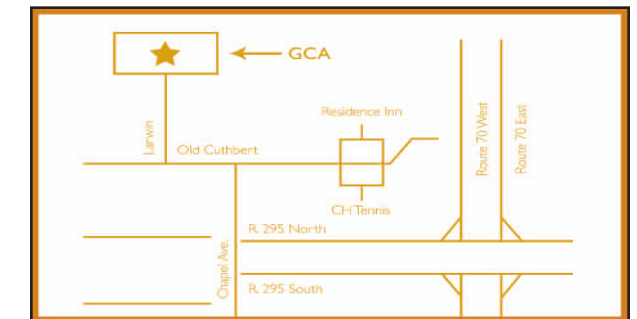 GCA
Residence Inn
Larwin
Old Cuthbert
Route 70 West
Route 70 East
CH Tennis
R. 295 North
Chapel Ave.
R. 295 South